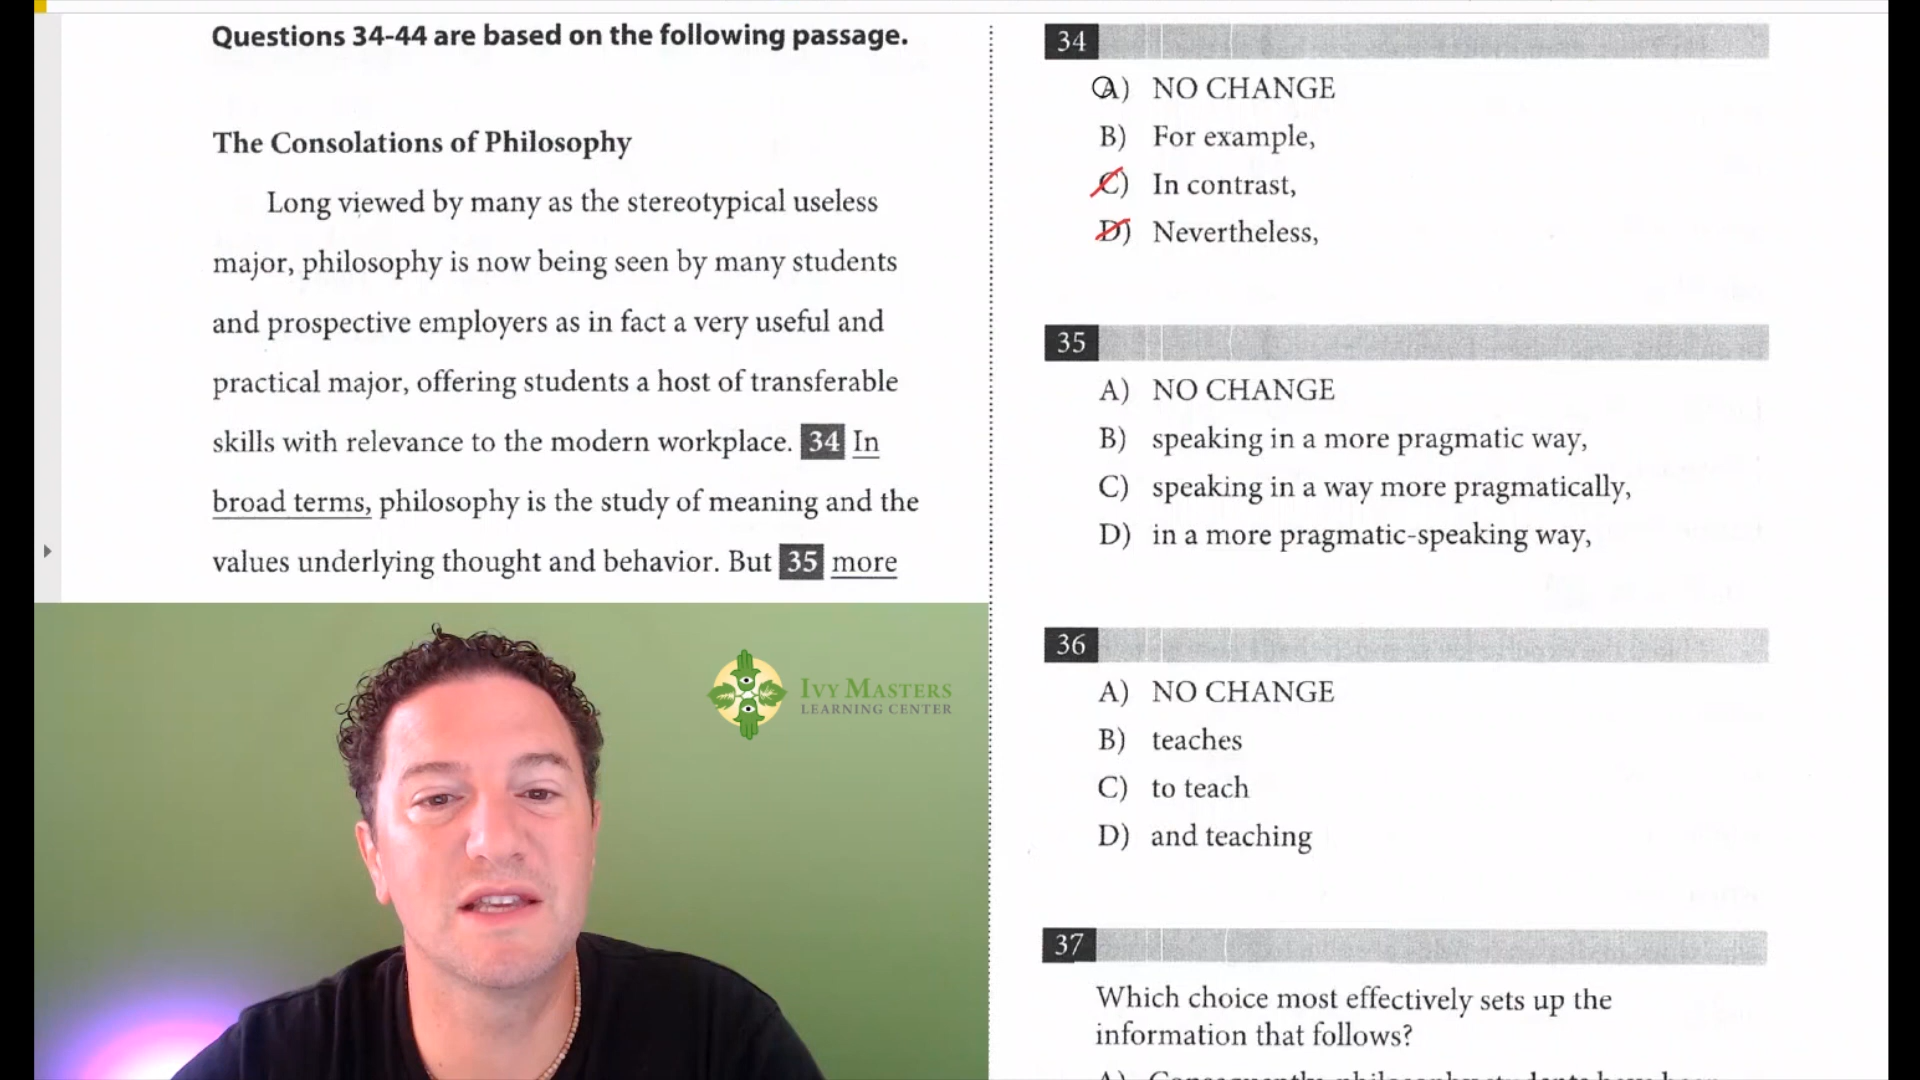 Questions 34-44 are based on the following passage.
The Consolations of Philosophy
Long viewed by many as the stereotypical useless
major, philosophy is now being seen by many students
and prospective employers as in fact a very useful and
practical major, offering students a host of transferable
skills with relevance to the modern workplace. 34 In
broad terms, philosophy is the study of meaning and the
values underlying thought and behavior. But 35 more
IVY MASTERS
LEARNING CENTER
34
A) NO CHANGE
B) For example,
C) In contrast,
D) Nevertheless,
35
A) NO CHANGE
B) speaking in a more pragmatic way,
C) speaking in a way more pragmatically,
D) in a more pragmatic-speaking way,
36
A) NO CHANGE
B) teaches
C) to teach
D) and teaching
37
Which choice most effectively sets up the
information that follows?
A) Consequently, philosophy students have been